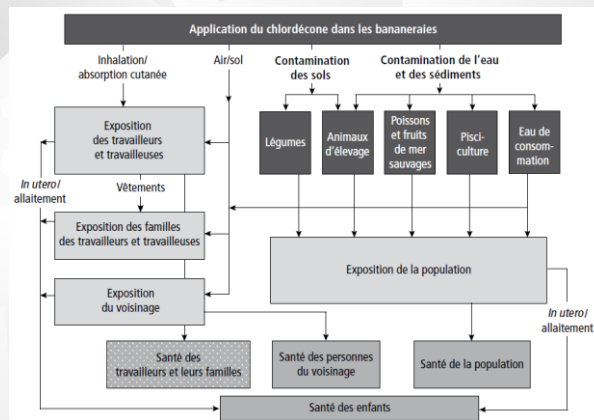 Application du chlordécone dans les bananeraies
Inhalation/
absorption cutanée
Air/sol
Contamination
des sols
Contamination de l'eau
et des sédiments
Exposition
des travailleurs
et travailleuses
Légumes
Animaux
d'élevage
Poissons
et fruits
de mer
sauvages
Pisci-
culture
Eau de
consom-
mation
In utero/
allaitement
Vêtements
Exposition des familles
des travailleurs et travailleuses
Exposition de la population
Exposition
du voisinage
In utero/
allaitement
Santé des
travailleurs et leurs familles
Santé des personnes
du voisinage
Santé de la population
Santé des enfants